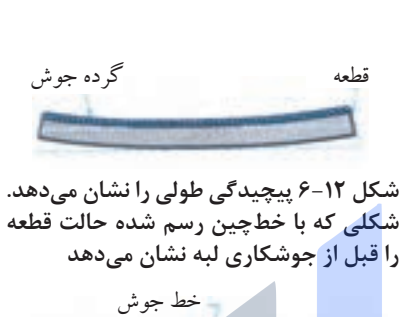 قطعه گرده جوش
شکل ۱۲-۶ پیچیدگی طولی را نشان می‌دهد.
شکلی که با خط‌چین رسم شده حالت قطعه
را قبل از جوشکاری لبه نشان می‌دهد
خط جوش